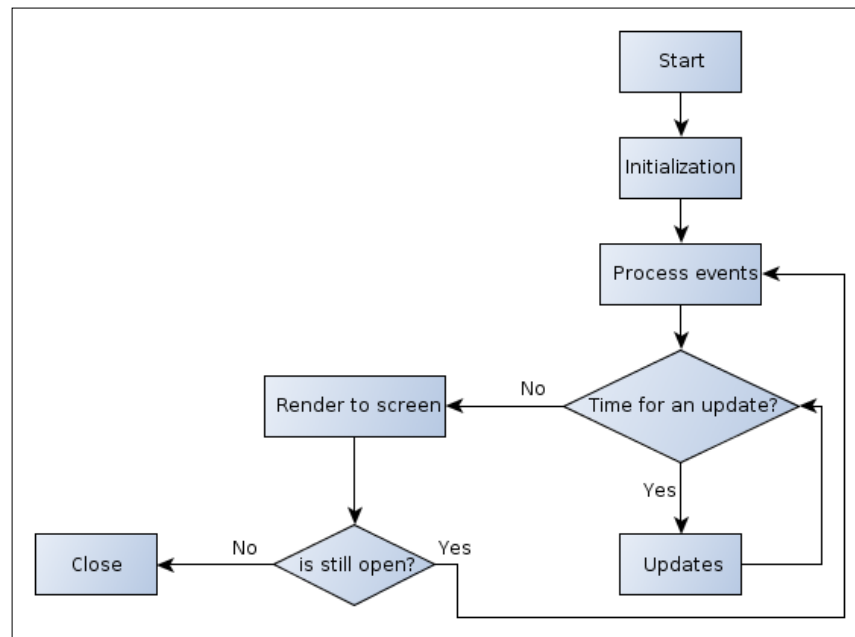 Start
Initialization
Process events
Time for an update?
No
Render to screen
Yes
Updates
is still open?
No
Close
Yes